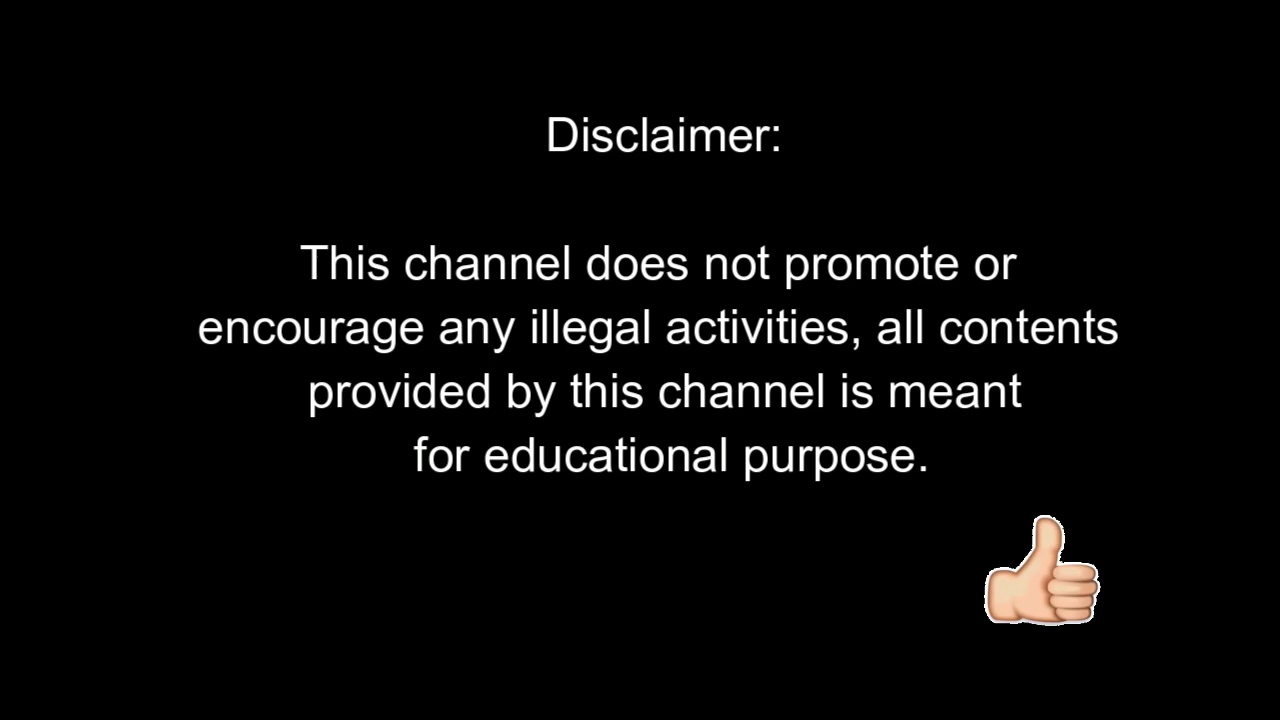 Disclaimer:
This channel does not promote or
encourage any illegal activities, all contents
provided by this channel is meant
for educational purpose.